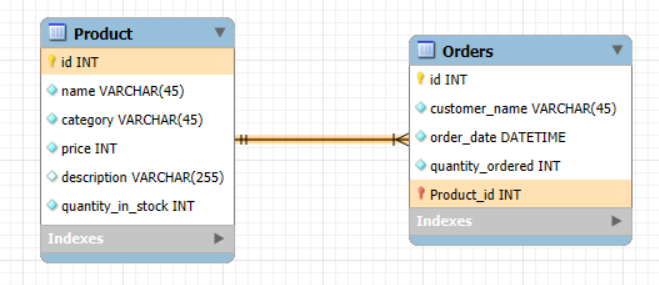 Product
id INT
name VARCHAR(45)
category VARCHAR(45)
price INT
description VARCHAR(255)
quantity_in_stock INT
Indexes
Orders
id INT
customer_name VARCHAR(45)
order_date DATETIME
quantity_ordered INT
Product_id INT
Indexes